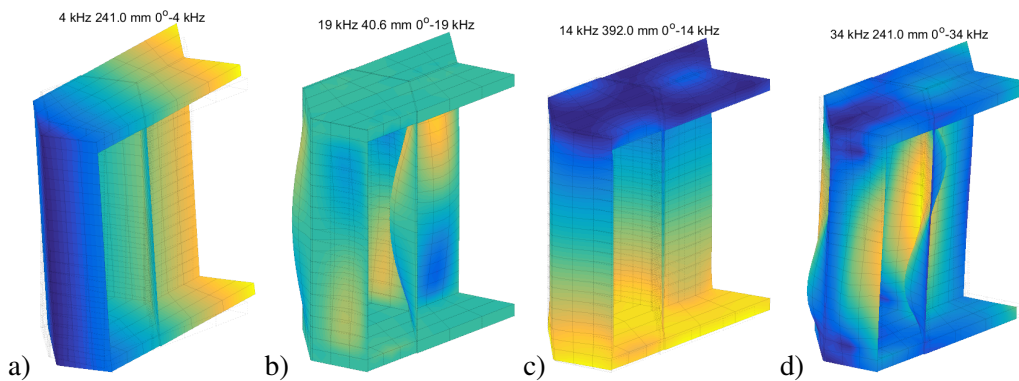 4 kHz 241.0 mm 0°-4 kHz
19 kHz 40.6 mm 0°-19 kHz
14 kHz 392.0 mm 0°-14 kHz
34 kHz 241.0 mm 0°-34 kHz
a)
b)
c)
d)